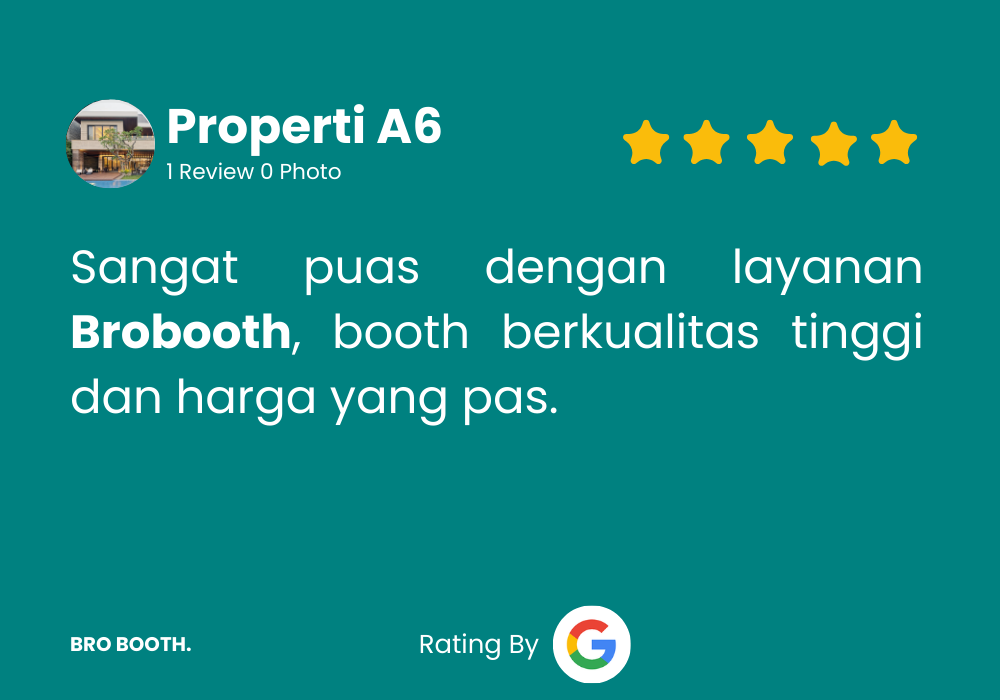 Properti A6
1 Review 0 Photo
Sangat puas dengan layanan
Brobooth, booth berkualitas tinggi
dan harga yang pas.
BRO BOOTH.
Rating By